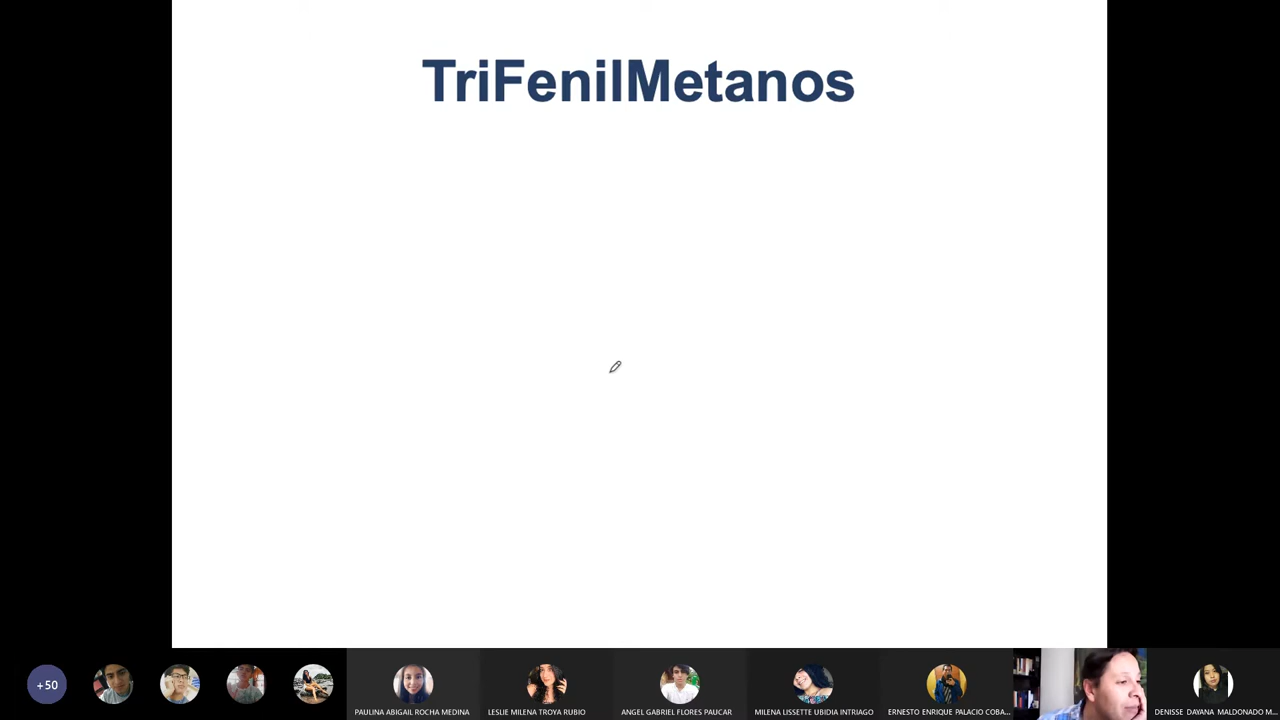 TriFenilMetanos
+50
PAULINA ABIGAIL ROCHA MEDINA
LESLIE MILENA TROYA RUBIO
ANGEL GABRIEL FLORES PAUCAR
MILENA LISSETTE UBIDIA INTRIAGO
ERNESTO ENRIQUE PALACIO COBA...
DENISSE DAYANA MALDONADO M...